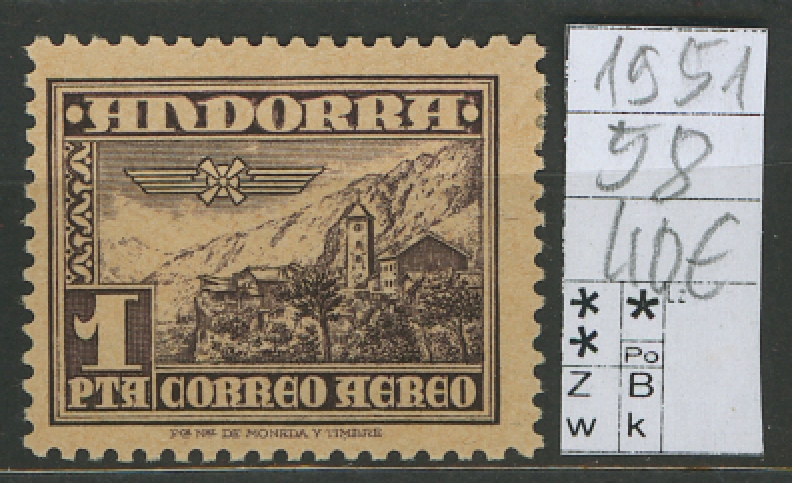 ANDORRA
1
PTA CORREO AEREO
FCA NAL DE MONEDA Y TIMBRE
1951
58
40€
** *
Po
Z B
w k